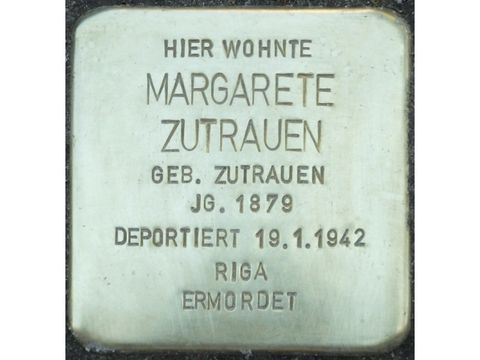 HIER WOHNTE
MARGARETE
ZUTRAUEN
GEB. ZUTRAUEN
JG. 1879
DEPORTIERT 19.1.1942
RIGA
ERMORDET